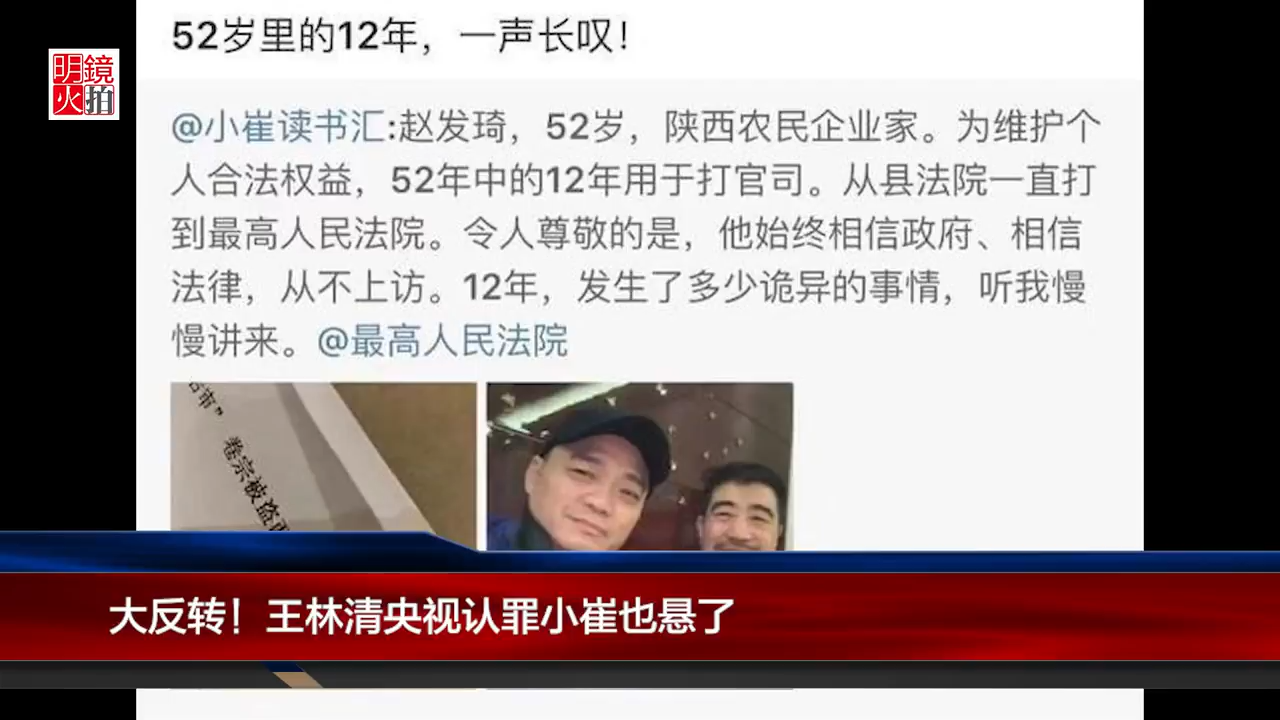 52岁里的12年，一声长叹！
明鏡
火拍
@小崔读书汇:赵发琦，52岁，陕西农民企业家。为维护个
人合法权益，52年中的12年用于打官司。从县法院一直打
到最高人民法院。令人尊敬的是，他始终相信政府、相信
法律，从不上访。12年，发生了多少诡异的事情，听我慢
慢讲来。@最高人民法院
卷宗被盗
大反转！王林清央视认罪小崔也悬了